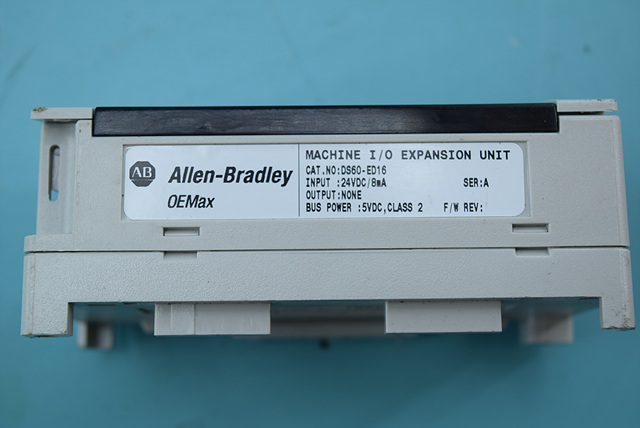 AB
Allen-Bradley
OEMax
MACHINE I/O EXPANSION UNIT
CAT.NO:DS60-ED16
INPUT :24VDC/8mA SER:A
OUTPUT:NONE
BUS POWER :5VDC,CLASS 2 F/W REV: